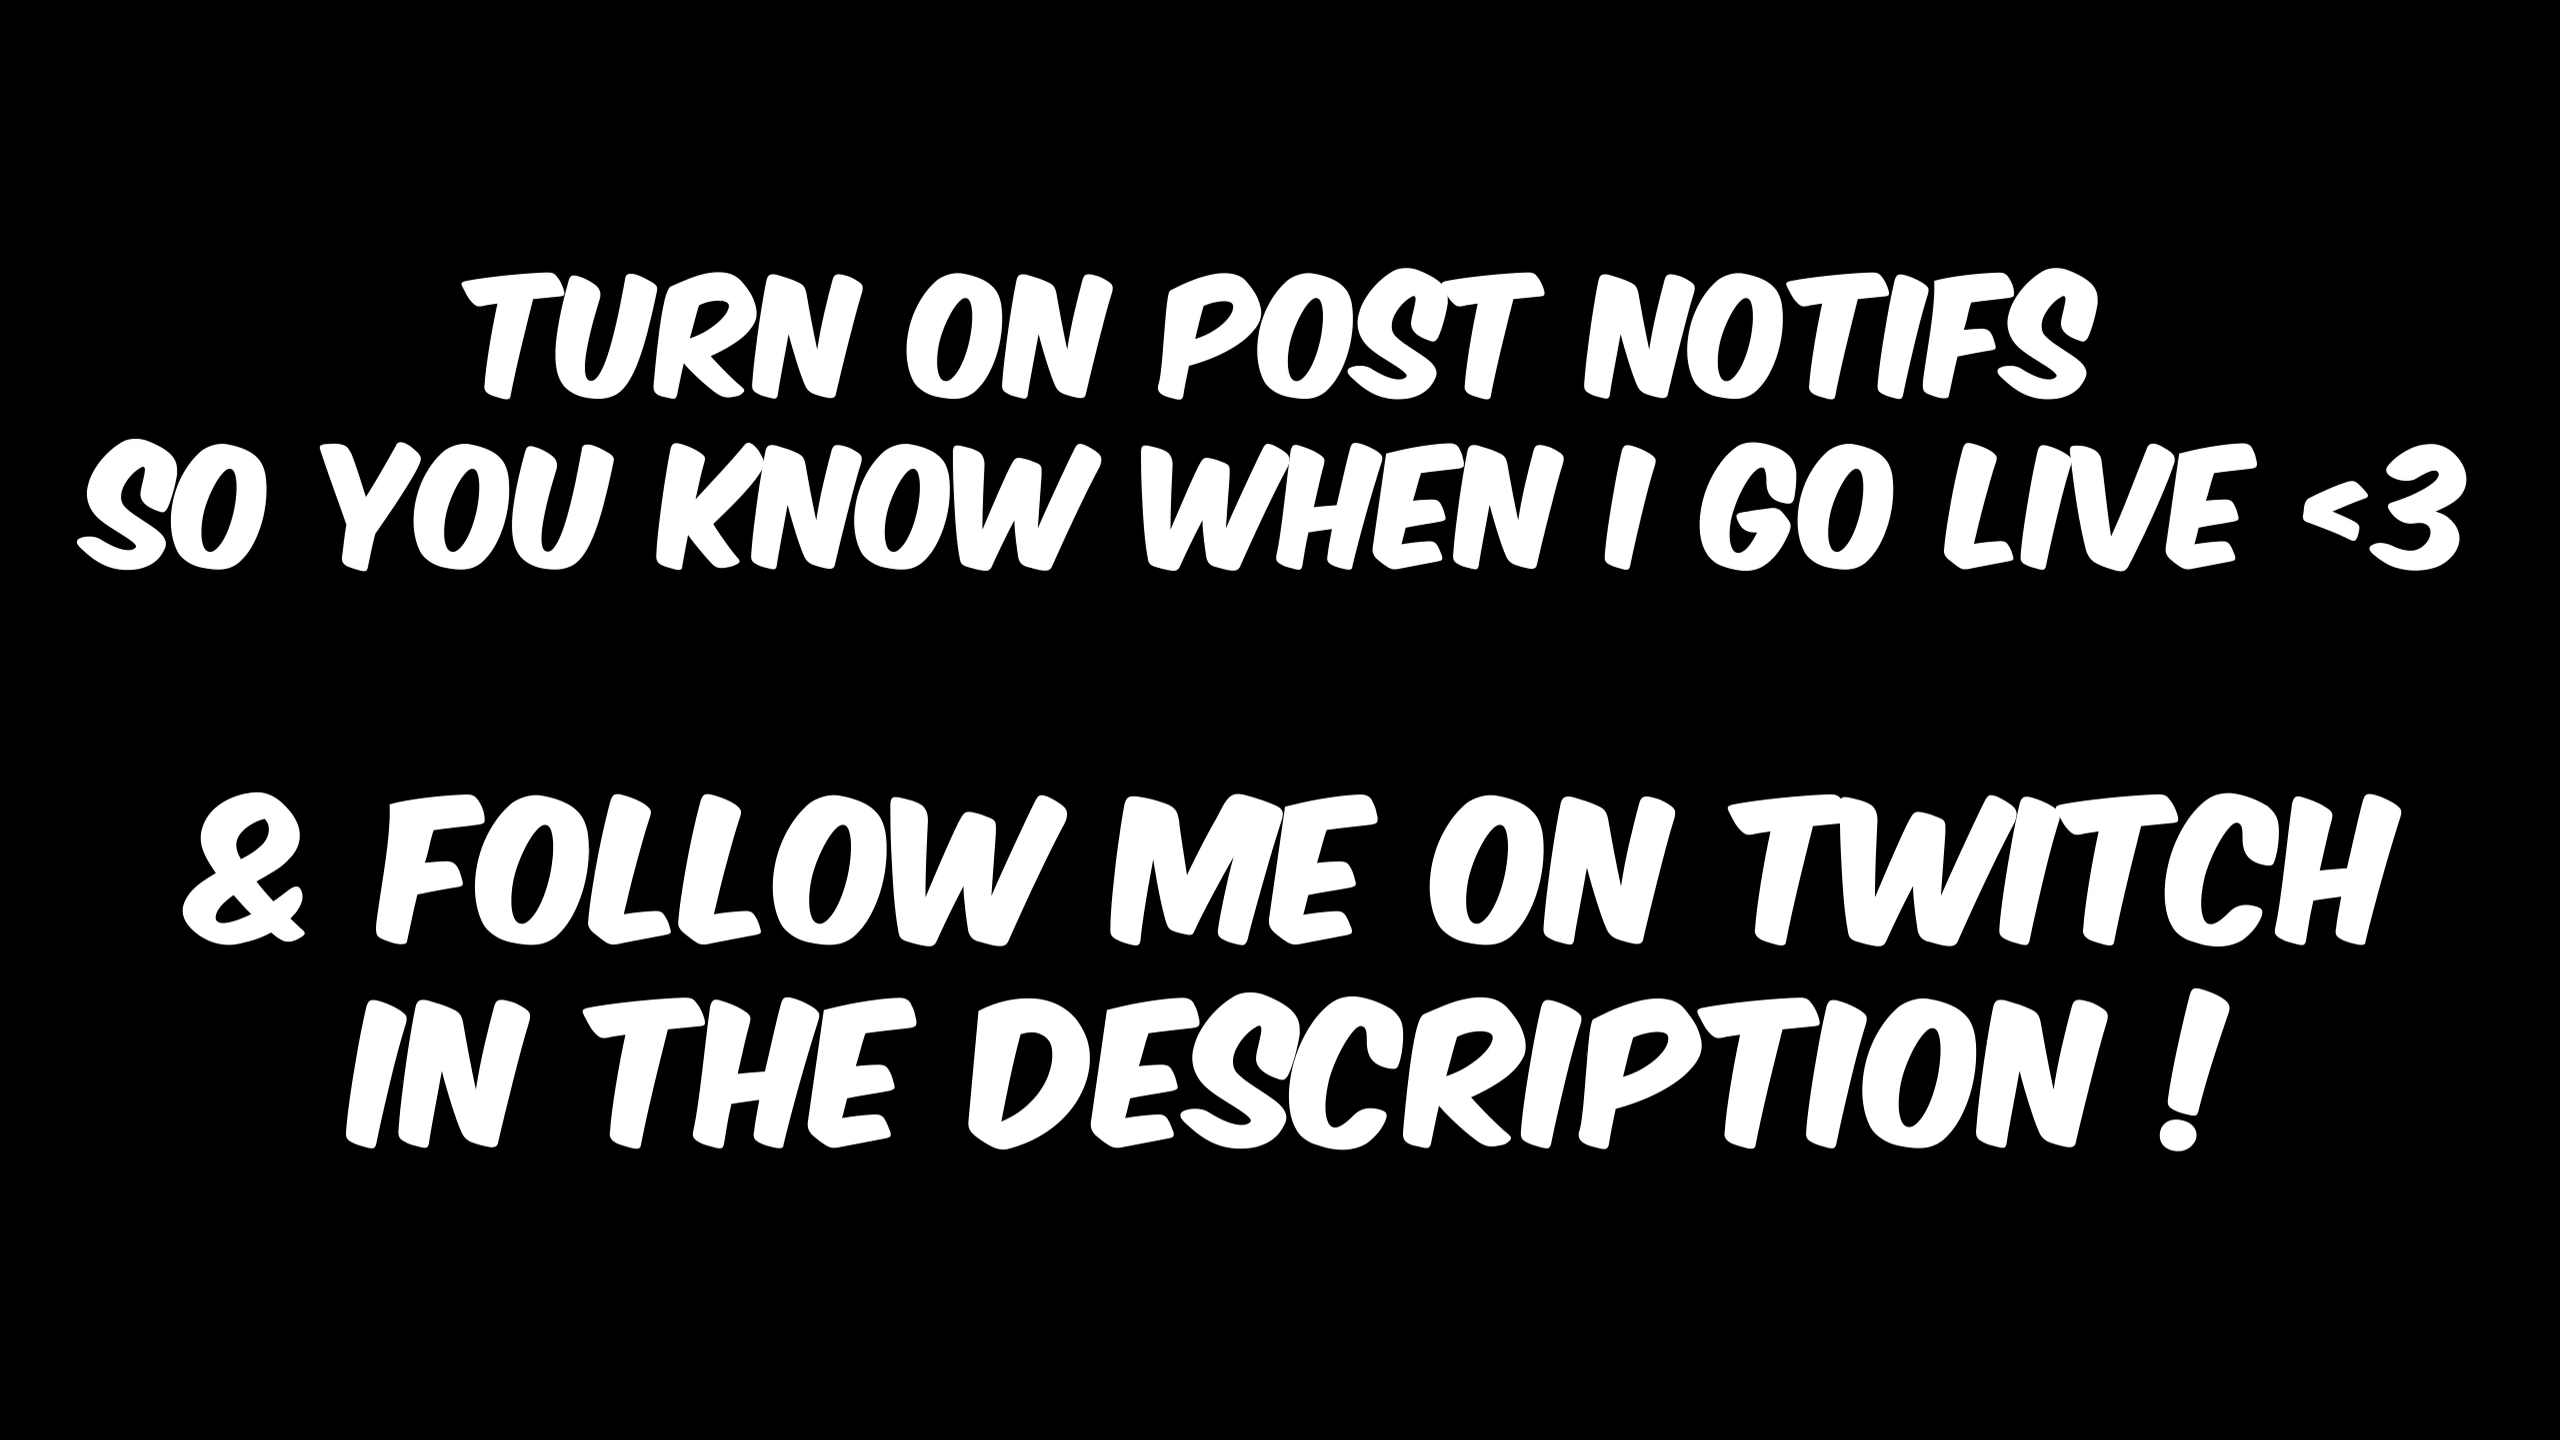 TURN ON POST NOTIFS
SO YOU KNOW WHEN I GO LIVE <3
& FOLLOW ME ON TWITCH
IN THE DESCRIPTION !